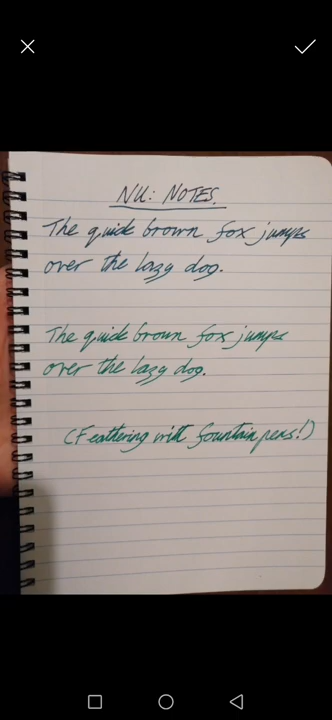 NU: NOTES.
The quick brown fox jumps
over the lazy dog.
The quick brown fox jumps
over the lazy dog.
(Feathering with fountain pens!)